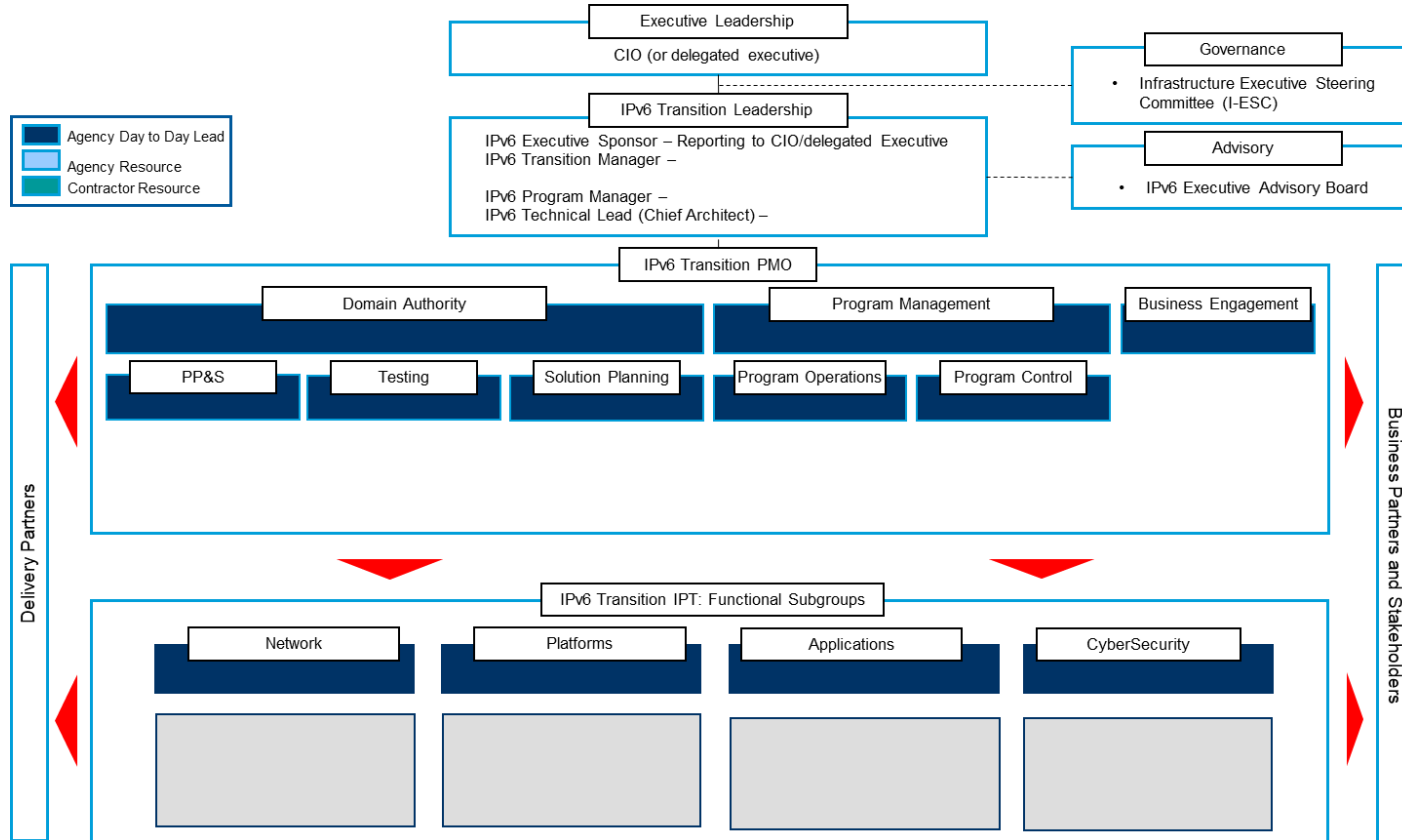 Executive Leadership
CIO (or delegated executive)
Governance
• Infrastructure Executive Steering
Committee (I-ESC)
IPv6 Transition Leadership
IPv6 Executive Sponsor – Reporting to CIO/delegated Executive
IPv6 Transition Manager –
IPv6 Program Manager –
IPv6 Technical Lead (Chief Architect) –
Advisory
• IPv6 Executive Advisory Board
Agency Day to Day Lead
Agency Resource
Contractor Resource
IPv6 Transition PMO
Domain Authority
Program Management
Business Engagement
PP&S
Testing
Solution Planning
Program Operations
Program Control
Delivery Partners
Business Partners and Stakeholders
IPv6 Transition IPT: Functional Subgroups
Network
Platforms
Applications
CyberSecurity